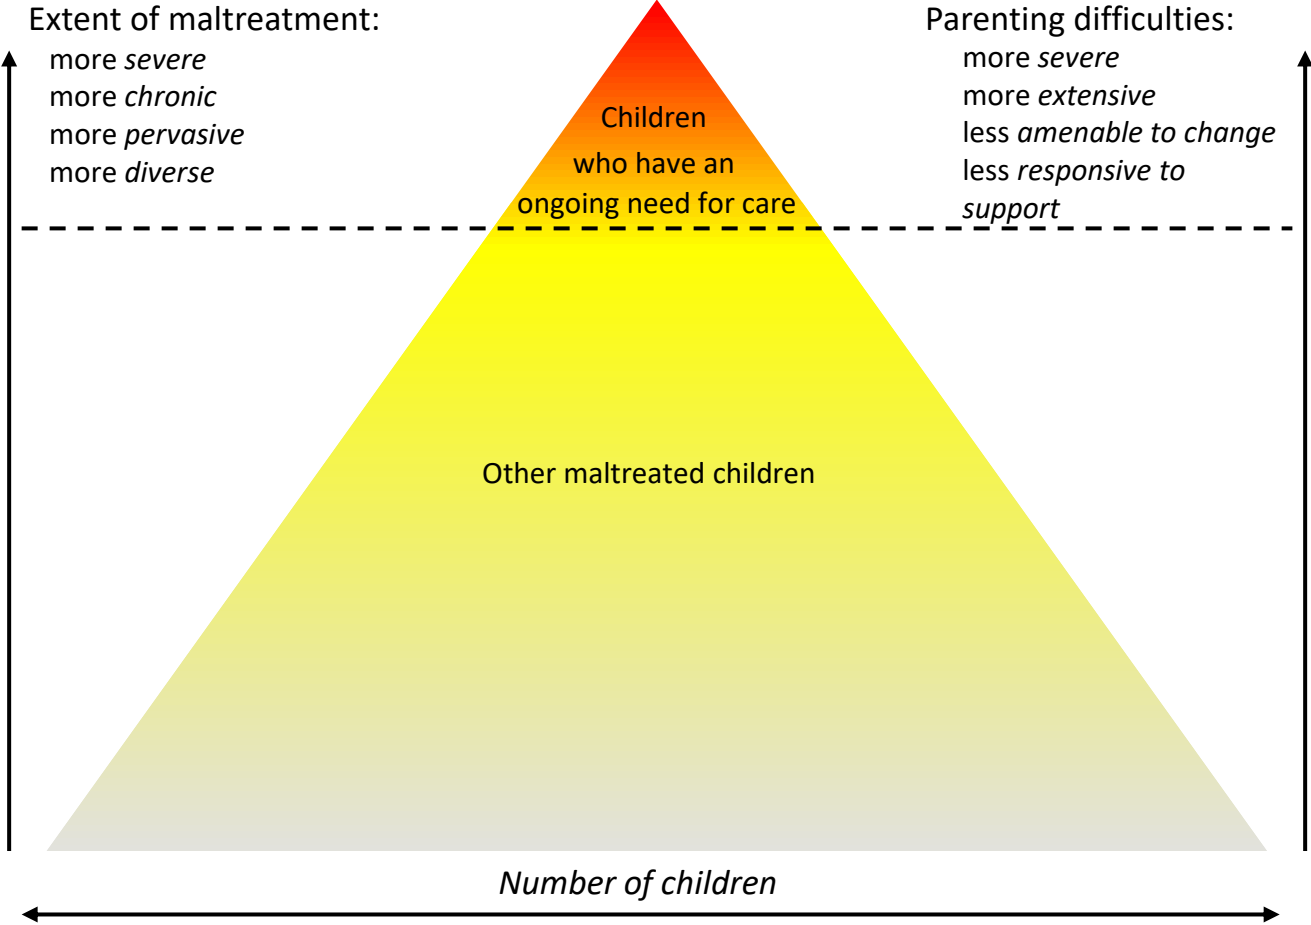 Extent of maltreatment:
more severe
more chronic
more pervasive
more diverse
Parenting difficulties:
more severe
more extensive
less amenable to change
less responsive to
support
Children
who have an
ongoing need for care
Other maltreated children
Number of children